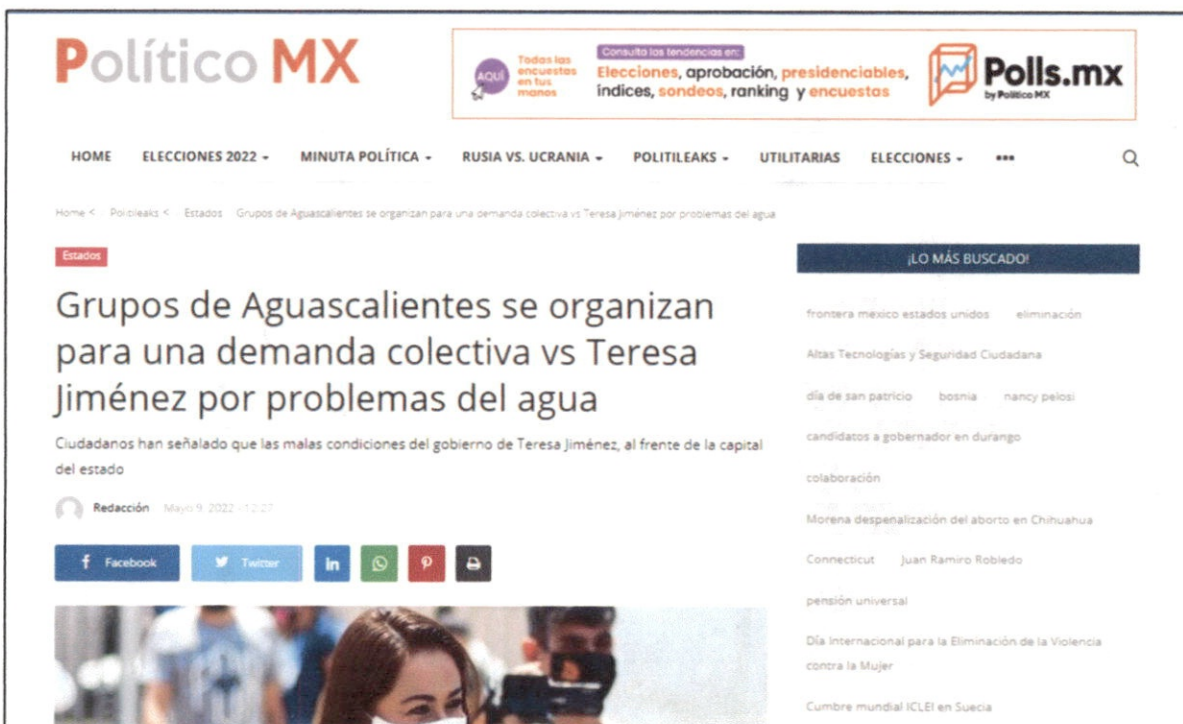 Político MX
AQUÍ
Todas las
encuestas
en tus
manos
Consulta las tendencias en:
Elecciones, aprobación, presidenciables,
índices, sondeos, ranking y encuestas
Polls.mx
by Político MX
HOME ELECCIONES 2022 MINUTA POLÍTICA RUSIA VS. UCRANIA POLITILEAKS UTILITARIAS ELECCIONES •••
Home < Politileaks < Estados Grupos de Aguascalientes se organizan para una demanda colectiva vs Teresa Jiménez por problemas del agua
Estados
Grupos de Aguascalientes se organizan
para una demanda colectiva vs Teresa
Jiménez por problemas del agua
Ciudadanos han señalado que las malas condiciones del gobierno de Teresa Jiménez, al frente de la capital
del estado
Redacción Mayo 9, 2022 - 12:27
f Facebook Twitter in
¡LO MÁS BUSCADO!
frontera mexico estados unidos eliminación
Altas Tecnologías y Seguridad Ciudadana
día de san patricio bosnia nancy pelosi
candidatos a gobernador en durango
colaboración
Morena despenalización del aborto en Chihuahua
Connecticut Juan Ramiro Robledo
pensión universal
Día Internacional para la Eliminación de la Violencia
contra la Mujer
Cumbre mundial ICLEI en Suecia